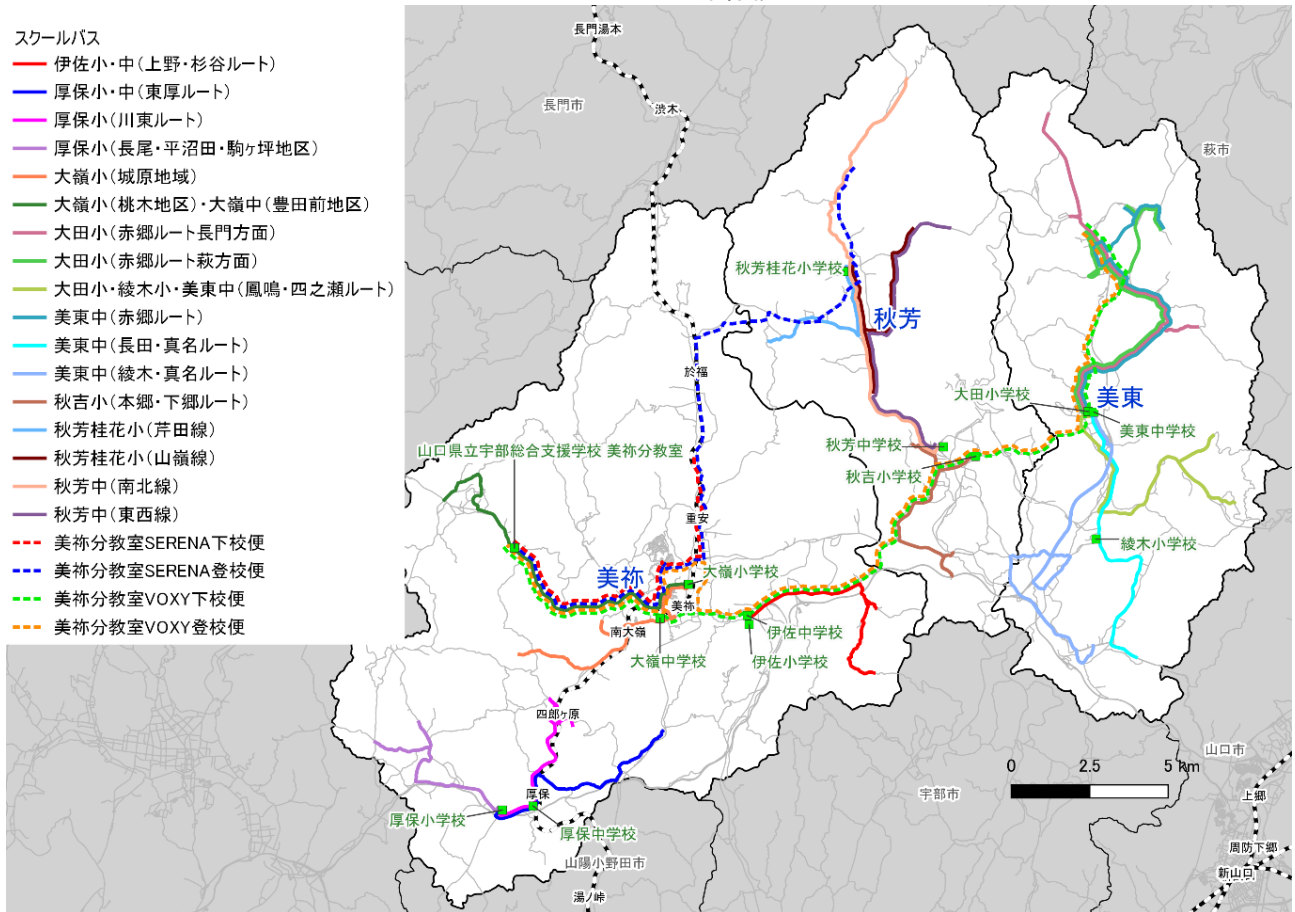 スクールバス
伊佐小・中(上野・杉谷ルート)
厚保小・中(東厚ルート)
厚保小(川東ルート)
厚保小(長尾・平沼田・駒ヶ坪地区)
大嶺小(城原地域)
大嶺小(桃木地区)・大嶺中(豊田前地区)
大田小(赤郷ルート長門方面)
大田小(赤郷ルート萩方面)
大田小・綾木小・美東中(鳳鳴・四之瀬ルート)
美東中(赤郷ルート)
美東中(長田・真名ルート)
美東中(綾木・真名ルート)
秋吉小(本郷・下郷ルート)
秋芳桂花小(芹田線)
秋芳桂花小(山嶺線)
秋芳中(南北線)
秋芳中(東西線)
美祢分教室SERENA下校便
美祢分教室SERENA登校便
美祢分教室VOXY下校便
美祢分教室VOXY登校便
長門湯本
長門市
渋木
萩市
秋芳桂花小学校
秋芳
於福
大田小学校
美東
美東中学校
秋芳中学校
山口県立宇部総合支援学校 美祢分教室
秋吉小学校
重安
綾木小学校
美祢
大嶺小学校
美祢
南大嶺
伊佐中学校
大嶺中学校
伊佐小学校
四郎ヶ原
山口市
0 2.5 5 km
厚保
宇部市
上郷
厚保小学校
厚保中学校
周防下郷
山陽小野田市
新山口
湯ノ峠